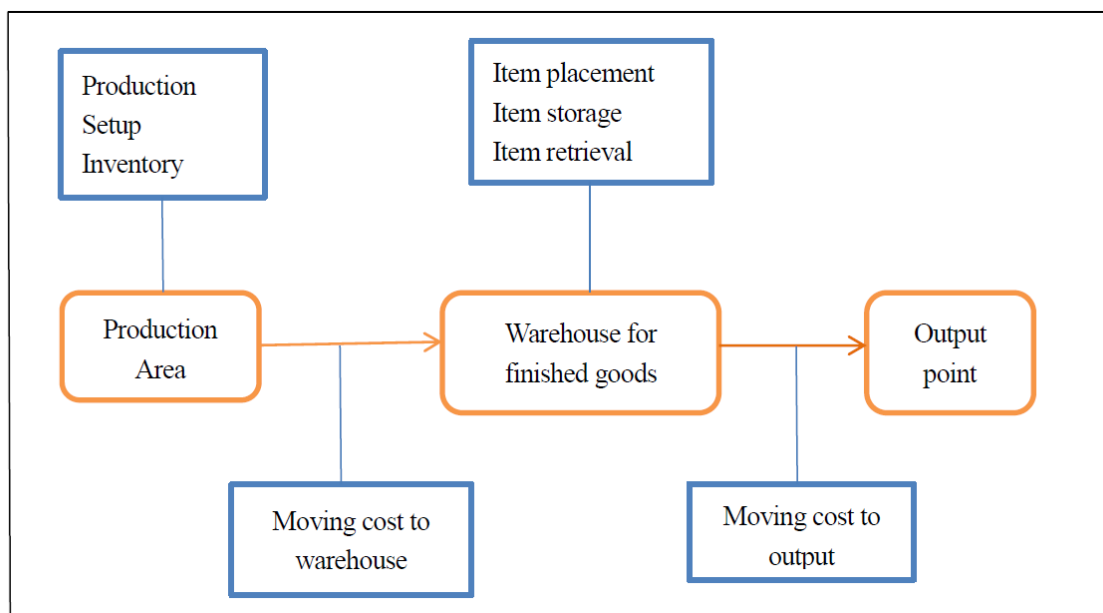 Production
Setup
Inventory
Item placement
Item storage
Item retrieval
Production
Area
Warehouse for
finished goods
Output
point
Moving cost to
warehouse
Moving cost to
output